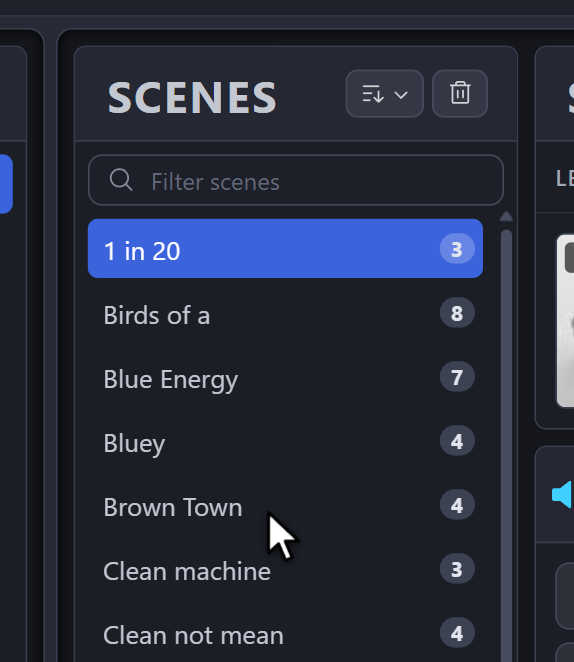 SCENES
Filter scenes
1 in 20 3
Birds of a 8
Blue Energy 7
Bluey 4
Brown Town 4
Clean machine 3
Clean not mean 4